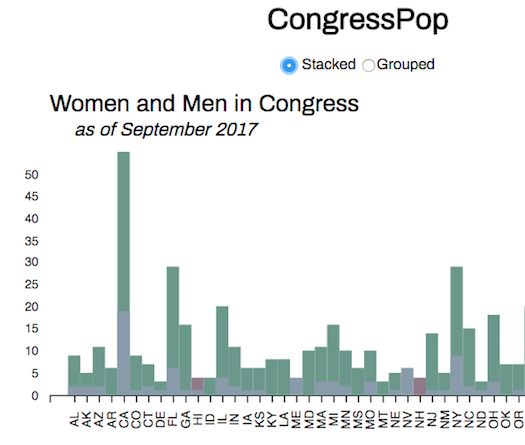 CongressPop
Stacked Grouped
Women and Men in Congress
as of September 2017
50
45
40
35
30
25
20
15
10
5
0
AL AK AZ AR CA CO CT DE FL GA HI ID IL IN IA KS KY LA ME MD MA MI MN MS MO MT NE NV NH NJ NM NY NC ND OH OK OR